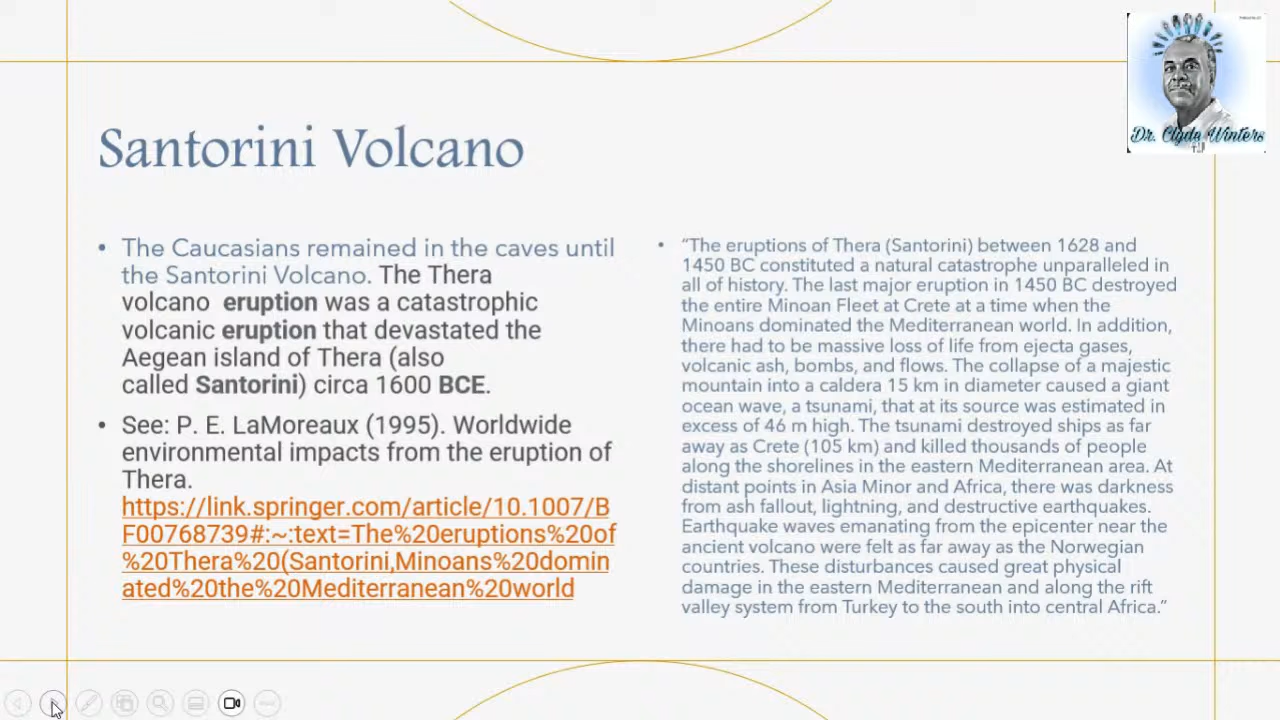 Santorini Volcano
• The Caucasians remained in the caves until
the Santorini Volcano. The Thera
volcano eruption was a catastrophic
volcanic eruption that devastated the
Aegean island of Thera (also
called Santorini) circa 1600 BCE.
• See: P. E. LaMoreaux (1995). Worldwide
environmental impacts from the eruption of
Thera.
https://link.springer.com/article/10.1007/B
F00768739#:~:text=The%20eruptions%20of
%20Thera%20(Santorini,Minoans%20domin
ated%20the%20Mediterranean%20world
• “The eruptions of Thera (Santorini) between 1628 and
1450 BC constituted a natural catastrophe unparalleled in
all of history. The last major eruption in 1450 BC destroyed
the entire Minoan Fleet at Crete at a time when the
Minoans dominated the Mediterranean world. In addition,
there had to be massive loss of life from ejecta gases,
volcanic ash, bombs, and flows. The collapse of a majestic
mountain into a caldera 15 km in diameter caused a giant
ocean wave, a tsunami, that at its source was estimated in
excess of 46 m high. The tsunami destroyed ships as far
away as Crete (105 km) and killed thousands of people
along the shorelines in the eastern Mediterranean area. At
distant points in Asia Minor and Africa, there was darkness
from ash fallout, lightning, and destructive earthquakes.
Earthquake waves emanating from the epicenter near the
ancient volcano were felt as far away as the Norwegian
countries. These disturbances caused great physical
damage in the eastern Mediterranean and along the rift
valley system from Turkey to the south into central Africa.”
Dr. Clyde Winters